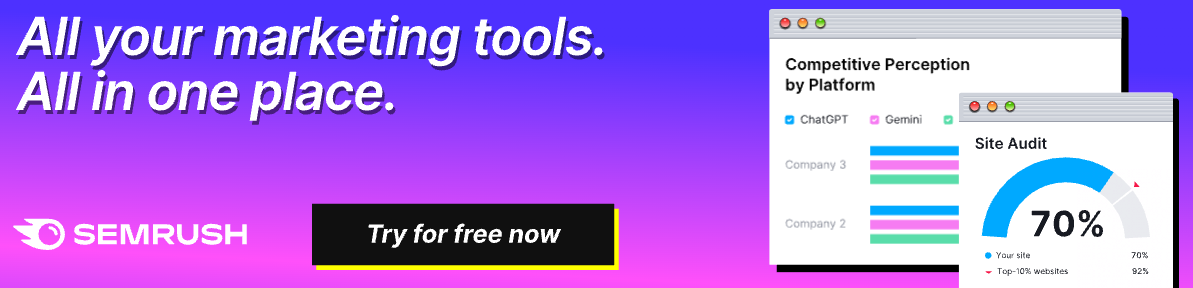 All your marketing tools.
All in one place.
SEMRUSH
Try for free now
Competitive Perception
by Platform
ChatGPT
Gemini
Company 3
Company 2
Site Audit
70%
Your site 70%
Top-10% websites 92%